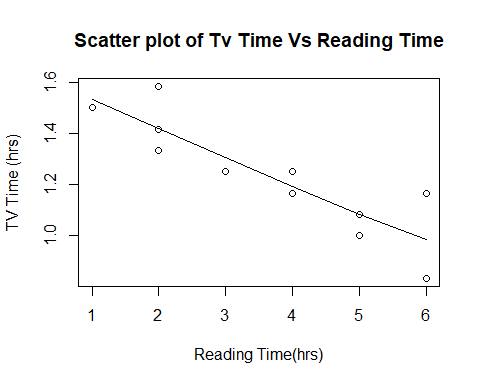 Scatter plot of Tv Time Vs Reading Time
TV Time (hrs)
1.6
1.4
1.2
1.0
1 2 3 4 5 6
Reading Time(hrs)